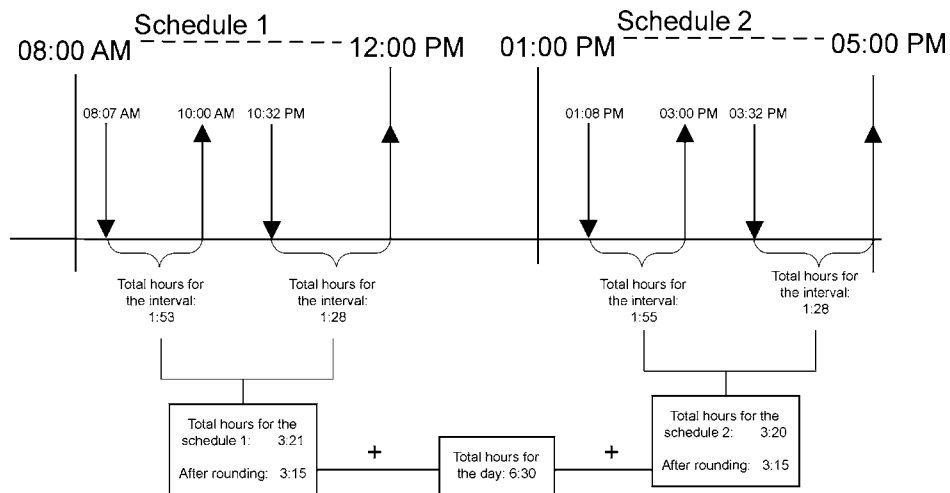 Schedule 1
08:00 AM
12:00 PM
Schedule 2
01:00 PM
05:00 PM
08:07 AM
10:00 AM
10:32 PM
01:08 PM
03:00 PM
03:32 PM
Total hours for
the interval:
1:53
Total hours for
the interval:
1:28
Total hours for
the interval:
1:55
Total hours for
the interval:
1:28
Total hours for the
schedule 1: 3:21
After rounding: 3:15
+
Total hours for
the day: 6:30
+
Total hours for the
schedule 2: 3:20
After rounding: 3:15